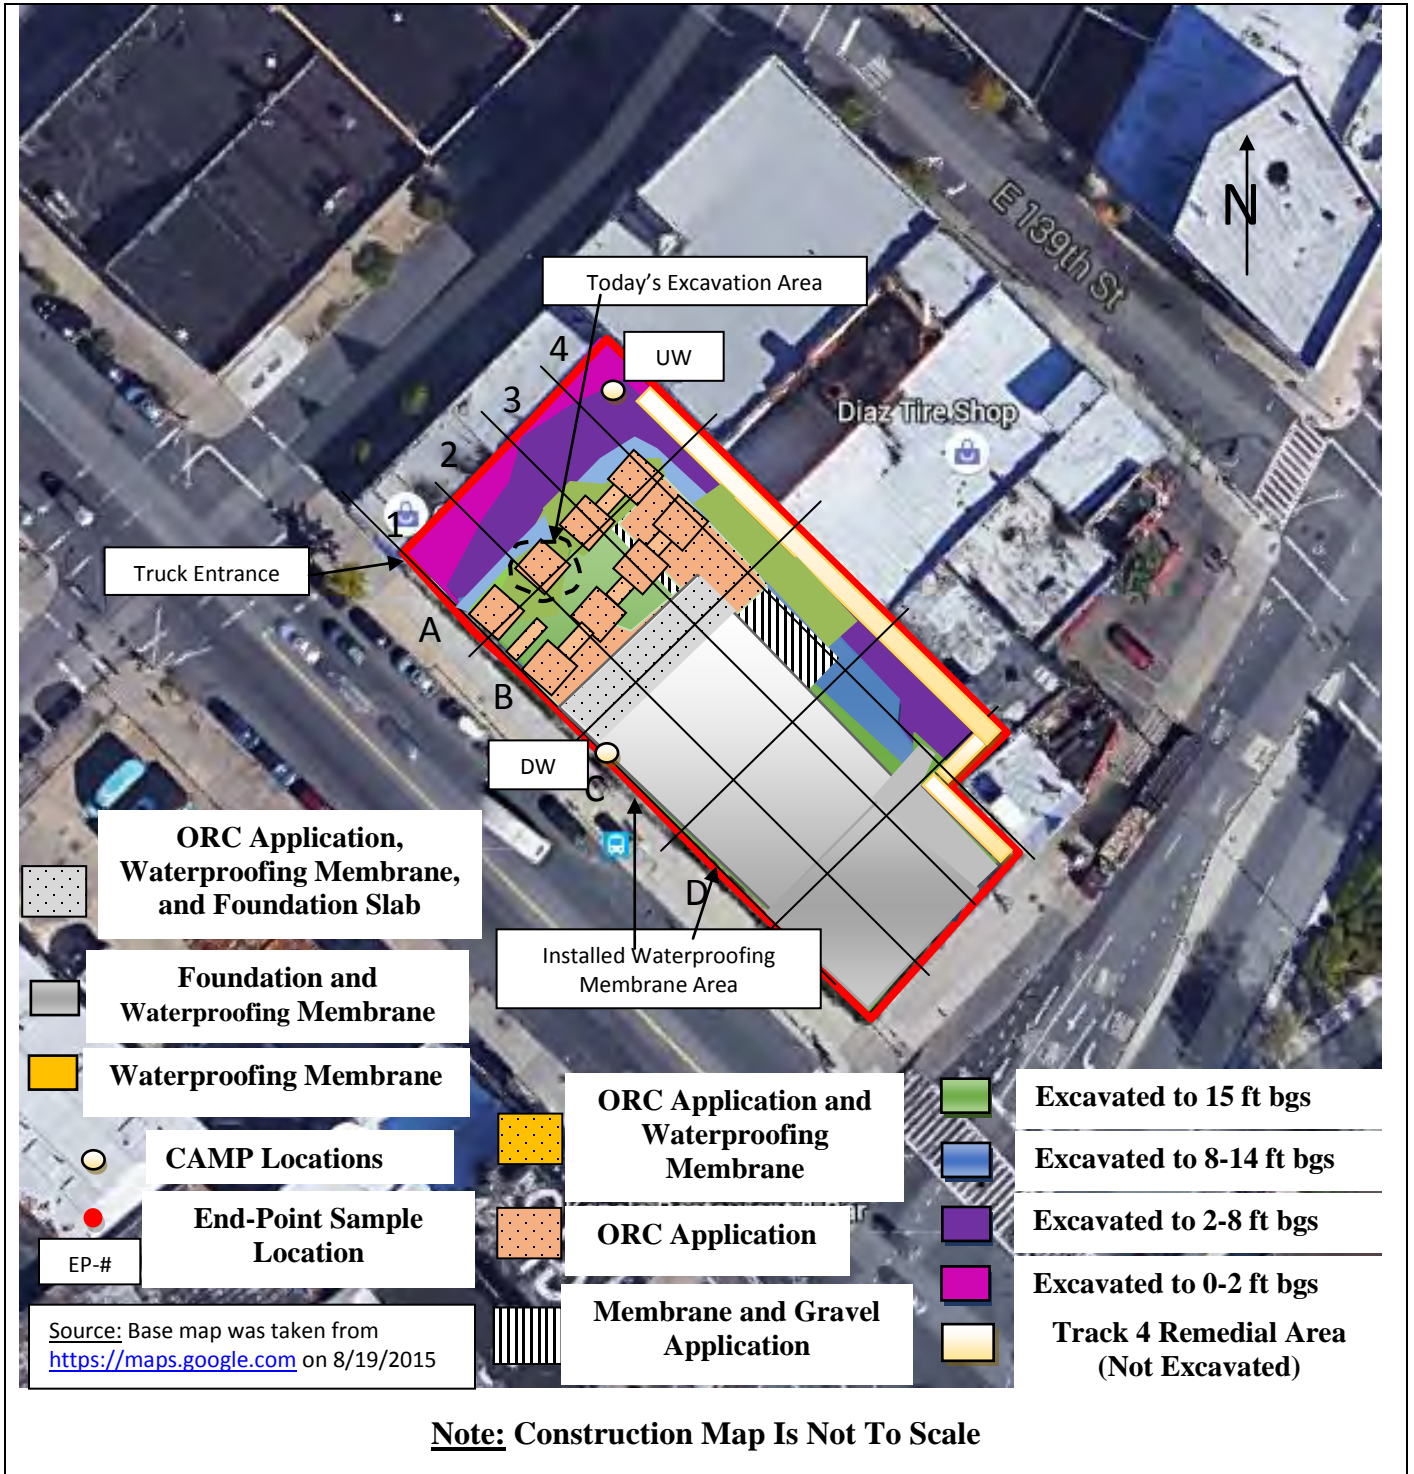 E 139th St
N
Today's Excavation Area
4
UW
3
Diaz Tire Shop
2
1
Truck Entrance
A
B
DW
C
D
Installed Waterproofing
Membrane Area
ORC Application,
Waterproofing Membrane,
and Foundation Slab
Foundation and
Waterproofing Membrane
Waterproofing Membrane
CAMP Locations
End-Point Sample
Location
EP-#
Source: Base map was taken from
https://maps.google.com on 8/19/2015
ORC Application and
Waterproofing
Membrane
ORC Application
Membrane and Gravel
Application
Excavated to 15 ft bgs
Excavated to 8-14 ft bgs
Excavated to 2-8 ft bgs
Excavated to 0-2 ft bgs
Track 4 Remedial Area
(Not Excavated)
Note: Construction Map Is Not To Scale